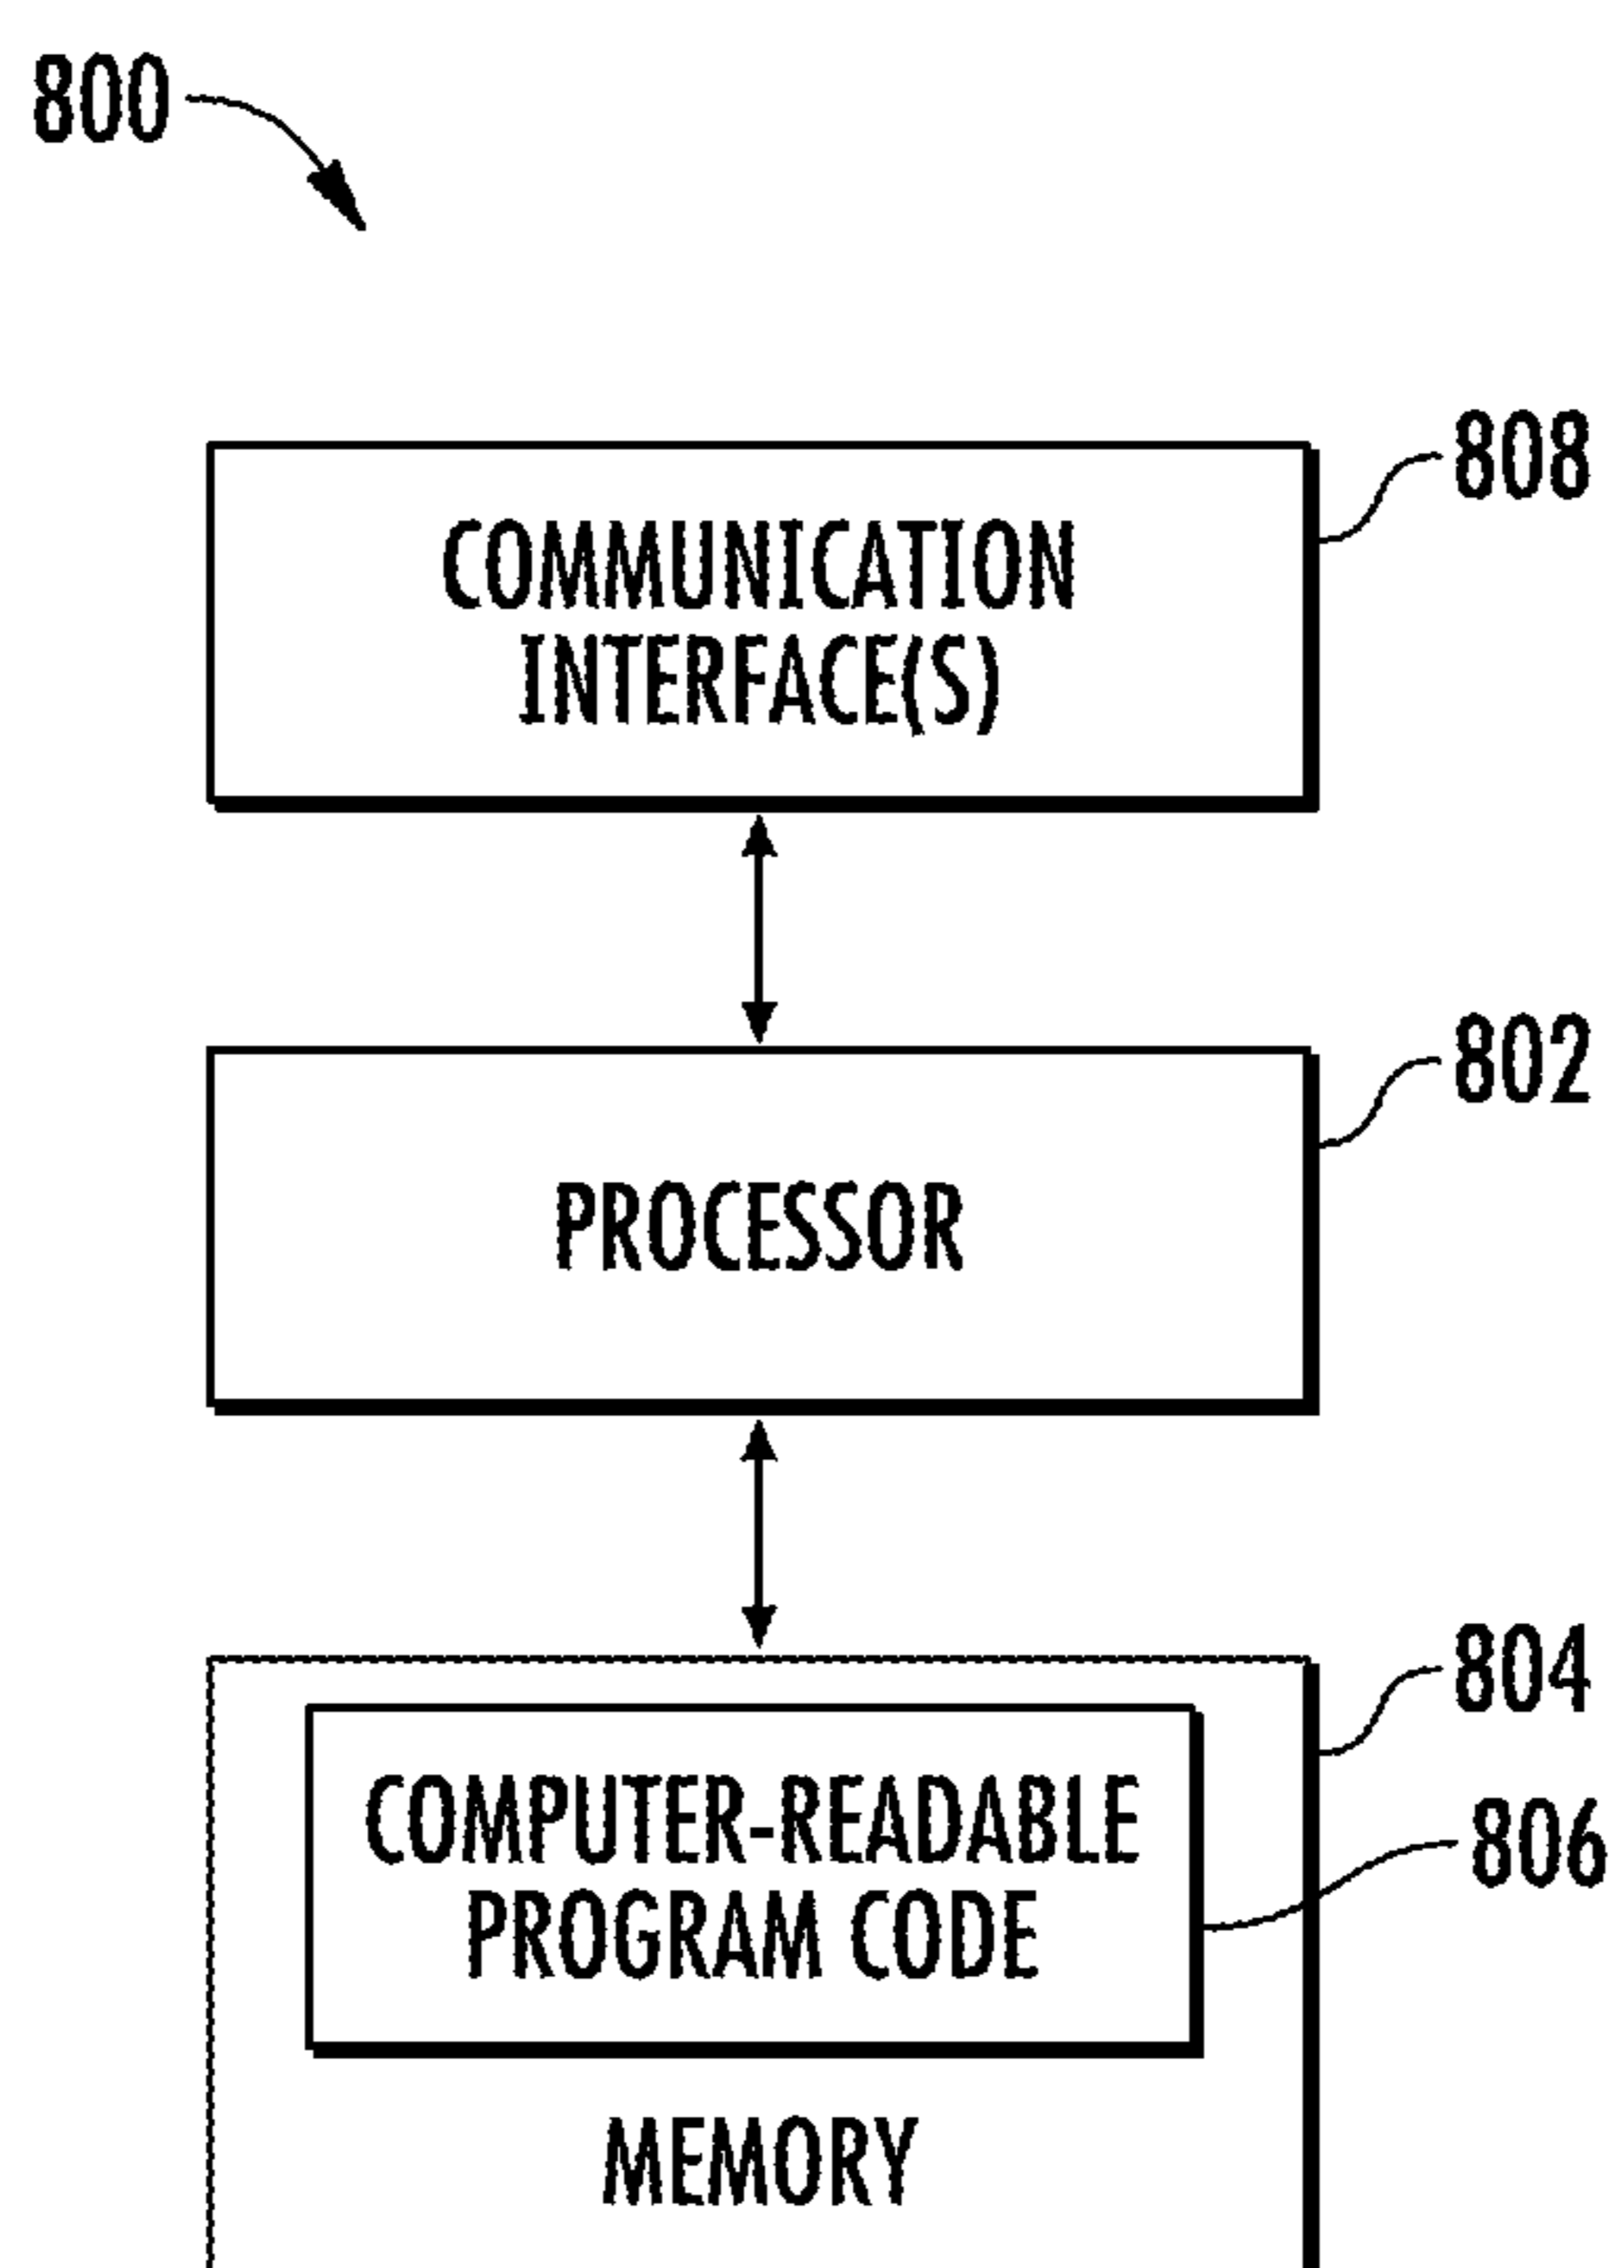 800
808
COMMUNICATION
INTERFACE(S)
802
PROCESSOR
804
COMPUTER-READABLE
PROGRAM CODE
806
MEMORY